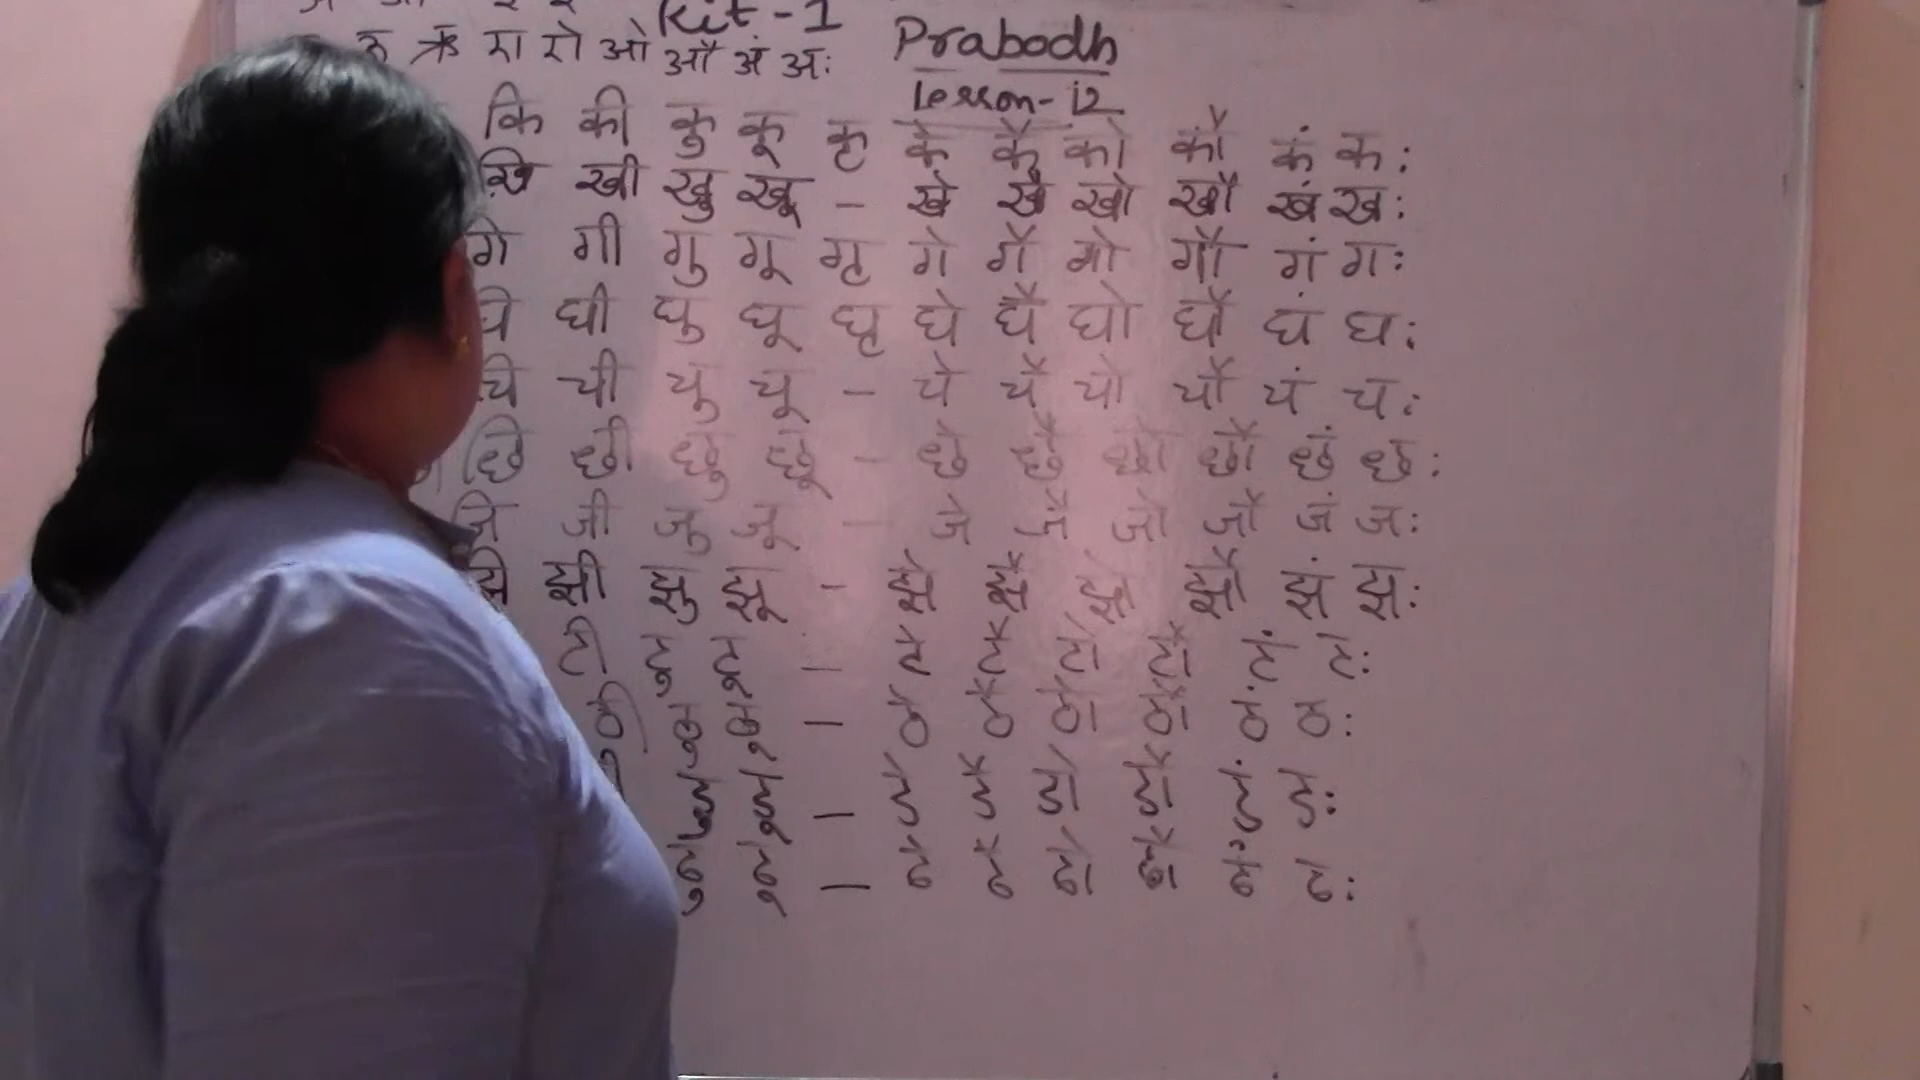 Kit-1
ऊ ऋ ए ऐ ओ औ अं अः
Prabodh
Lesson-12
कि की कु कू कृ के कै को कौ कं कः
खि खी खु खू - खे खै खो खौ खं खः
गी गु गू गृ गे गै गो गौ गं गः
घी घु घू घृ घे घै घो घौ घं घः
ची चु चू - चे चै चो चौ चं चः
छि छी छु छू - छे छै छो छौ छं छः
जी जु जू - जे जै जो जौ जं जः
झी झु झू - झे झै झो झौ झं झः
टी टु टू - टे टै टो टौ टं टः
ठी ठु ठू - ठे ठै ठो ठौ ठं ठः
डु डू - डे डै डो डौ डं डः
ढु ढू - ढे ढै ढो ढौ ढं ढः